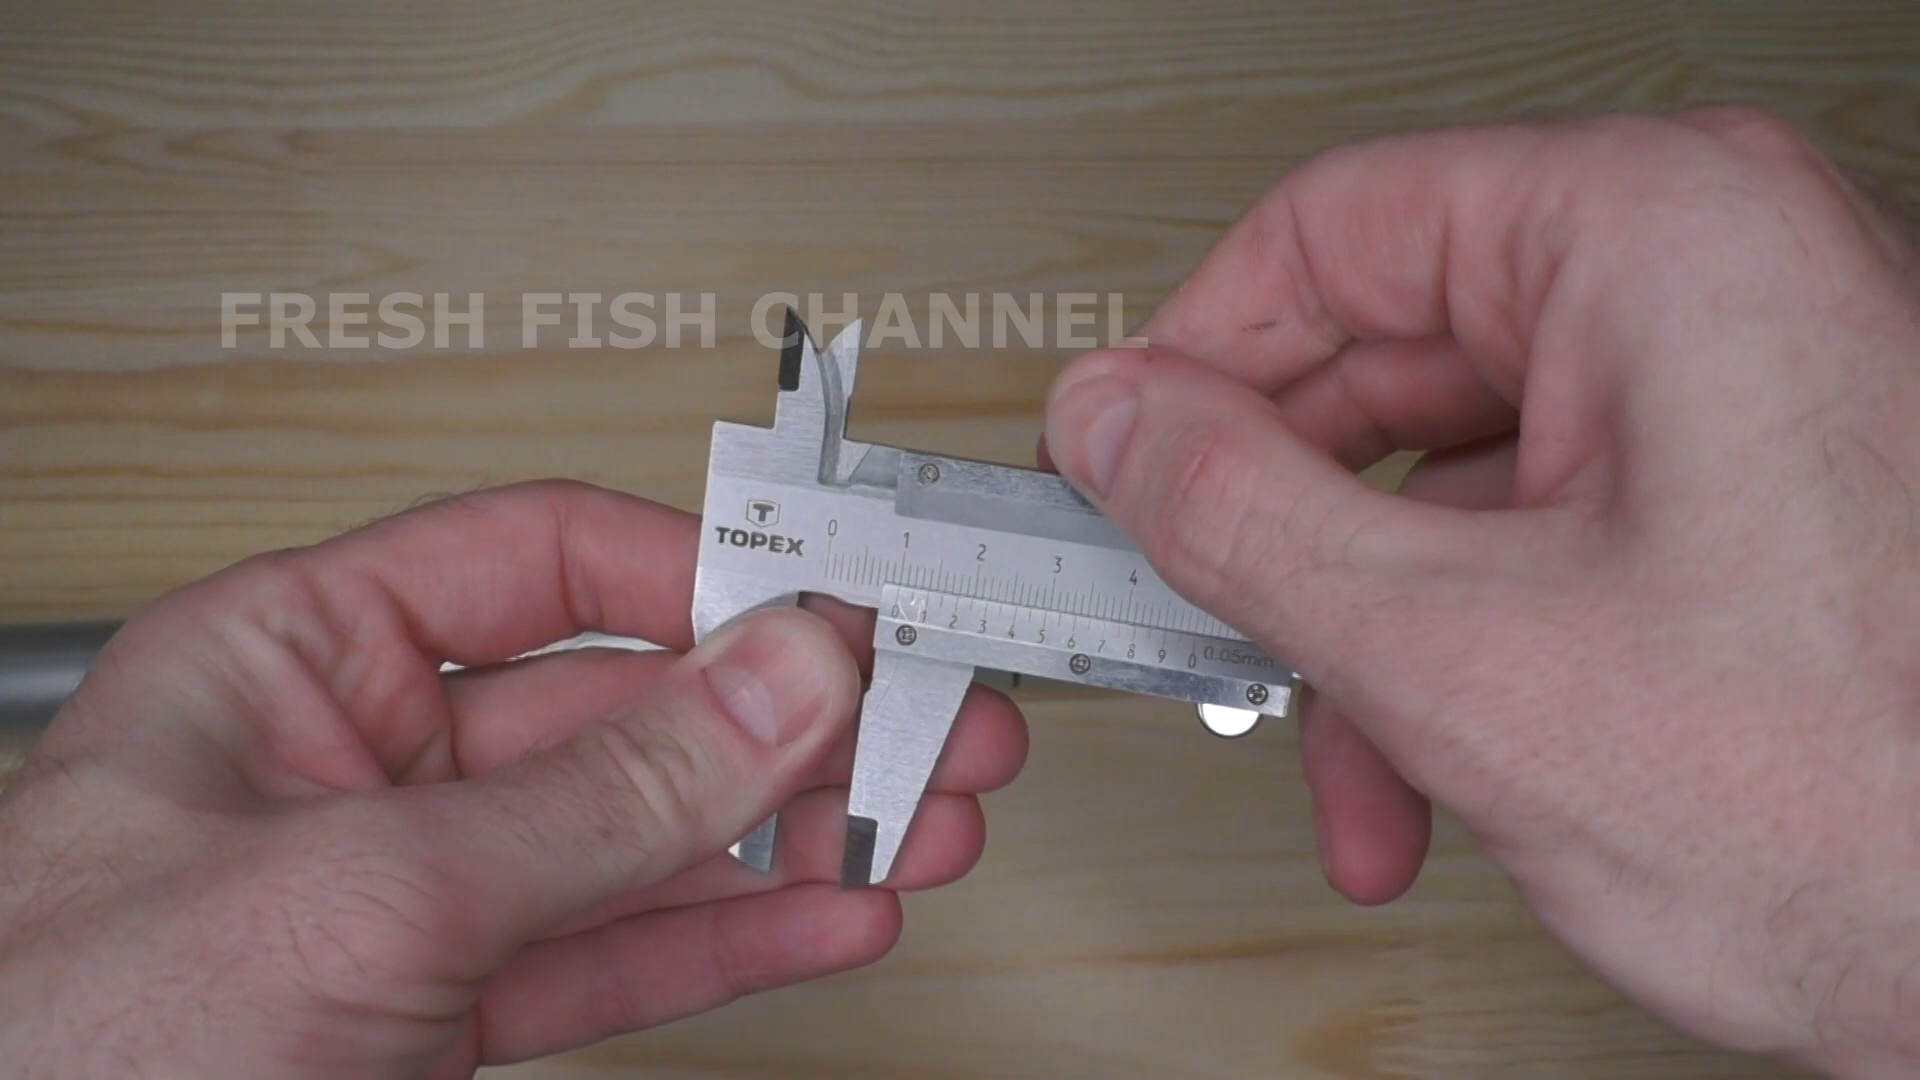 FRESH FISH CHANNEL
T
TOPEX
0 1 2 3 4
0 1 2 3 4 5 6 7 8 9 0 0.05mm